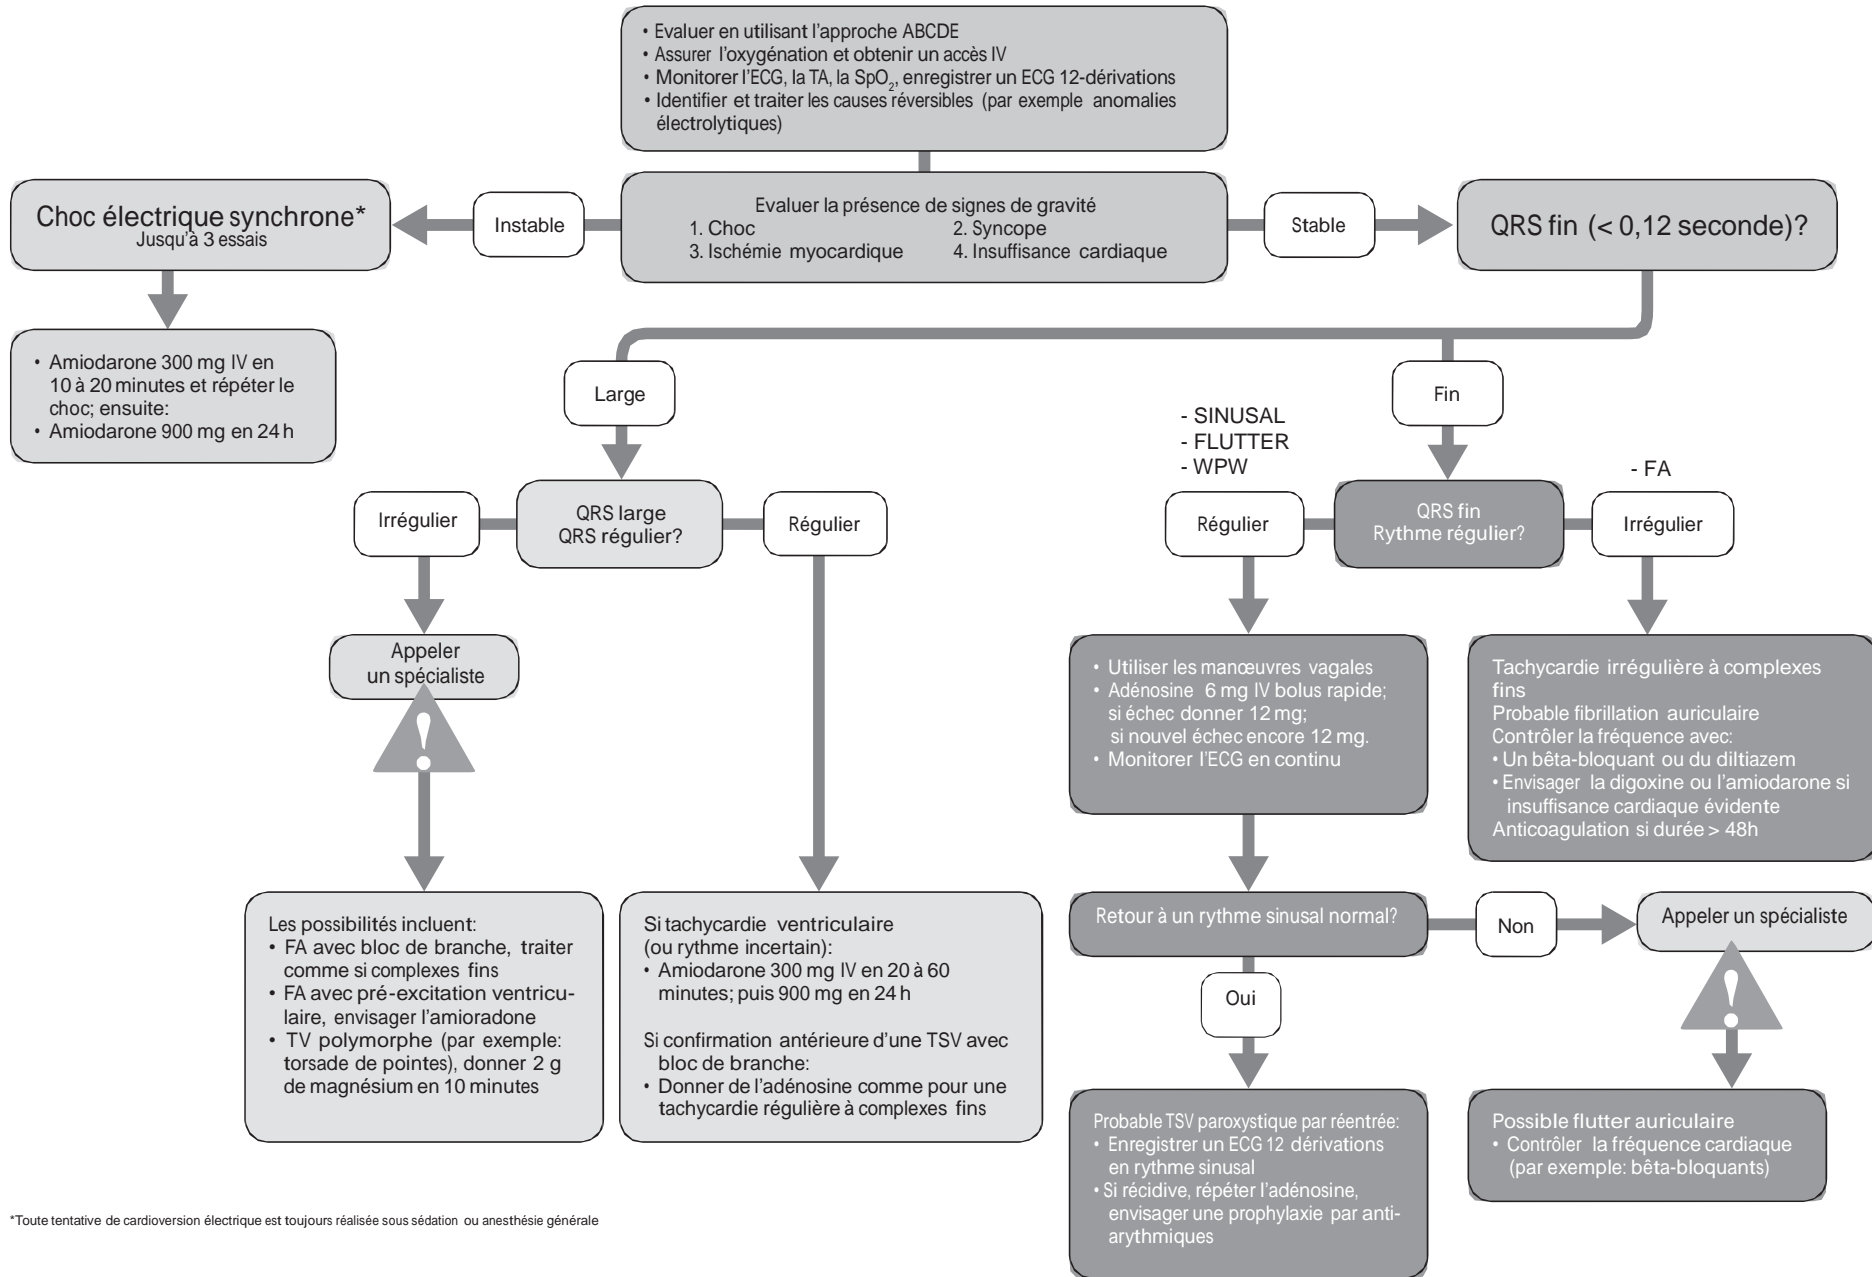 • Evaluer en utilisant l'approche ABCDE
• Assurer l'oxygénation et obtenir un accès IV
• Monitorer l'ECG, la TA, la SpO₂, enregistrer un ECG 12-dérivations
• Identifier et traiter les causes réversibles (par exemple anomalies
électrolytiques)
Choc électrique synchrone*
Jusqu'à 3 essais
Instable
Evaluer la présence de signes de gravité
1. Choc 2. Syncope
3. Ischémie myocardique 4. Insuffisance cardiaque
Stable
QRS fin (< 0,12 seconde)?
• Amiodarone 300 mg IV en
10 à 20 minutes et répéter le
choc; ensuite:
• Amiodarone 900 mg en 24 h
Large
Fin
- SINUSAL
- FLUTTER
- WPW
- FA
Irrégulier
QRS large
QRS régulier?
Régulier
Régulier
QRS fin
Rythme régulier?
Irrégulier
Appeler
un spécialiste
!
• Utiliser les manœuvres vagales
• Adénosine 6 mg IV bolus rapide;
si échec donner 12 mg;
si nouvel échec encore 12 mg.
• Monitorer l'ECG en continu
Tachycardie irrégulière à complexes
fins
Probable fibrillation auriculaire
Contrôler la fréquence avec:
• Un bêta-bloquant ou du diltiazem
• Envisager la digoxine ou l'amiodarone si
insuffisance cardiaque évidente
Anticoagulation si durée > 48h
Les possibilités incluent:
• FA avec bloc de branche, traiter
comme si complexes fins
• FA avec pré-excitation ventricu-
laire, envisager l'amioradone
• TV polymorphe (par exemple:
torsade de pointes), donner 2 g
de magnésium en 10 minutes
Si tachycardie ventriculaire
(ou rythme incertain):
• Amiodarone 300 mg IV en 20 à 60
minutes; puis 900 mg en 24 h
Si confirmation antérieure d'une TSV avec
bloc de branche:
• Donner de l'adénosine comme pour une
tachycardie régulière à complexes fins
Retour à un rythme sinusal normal?
Non
Appeler un spécialiste
!
Oui
Probable TSV paroxystique par réentrée:
• Enregistrer un ECG 12 dérivations
en rythme sinusal
• Si récidive, répéter l'adénosine,
envisager une prophylaxie par anti-
arythmiques
Possible flutter auriculaire
• Contrôler la fréquence cardiaque
(par exemple: bêta-bloquants)
*Toute tentative de cardioversion électrique est toujours réalisée sous sédation ou anesthésie générale